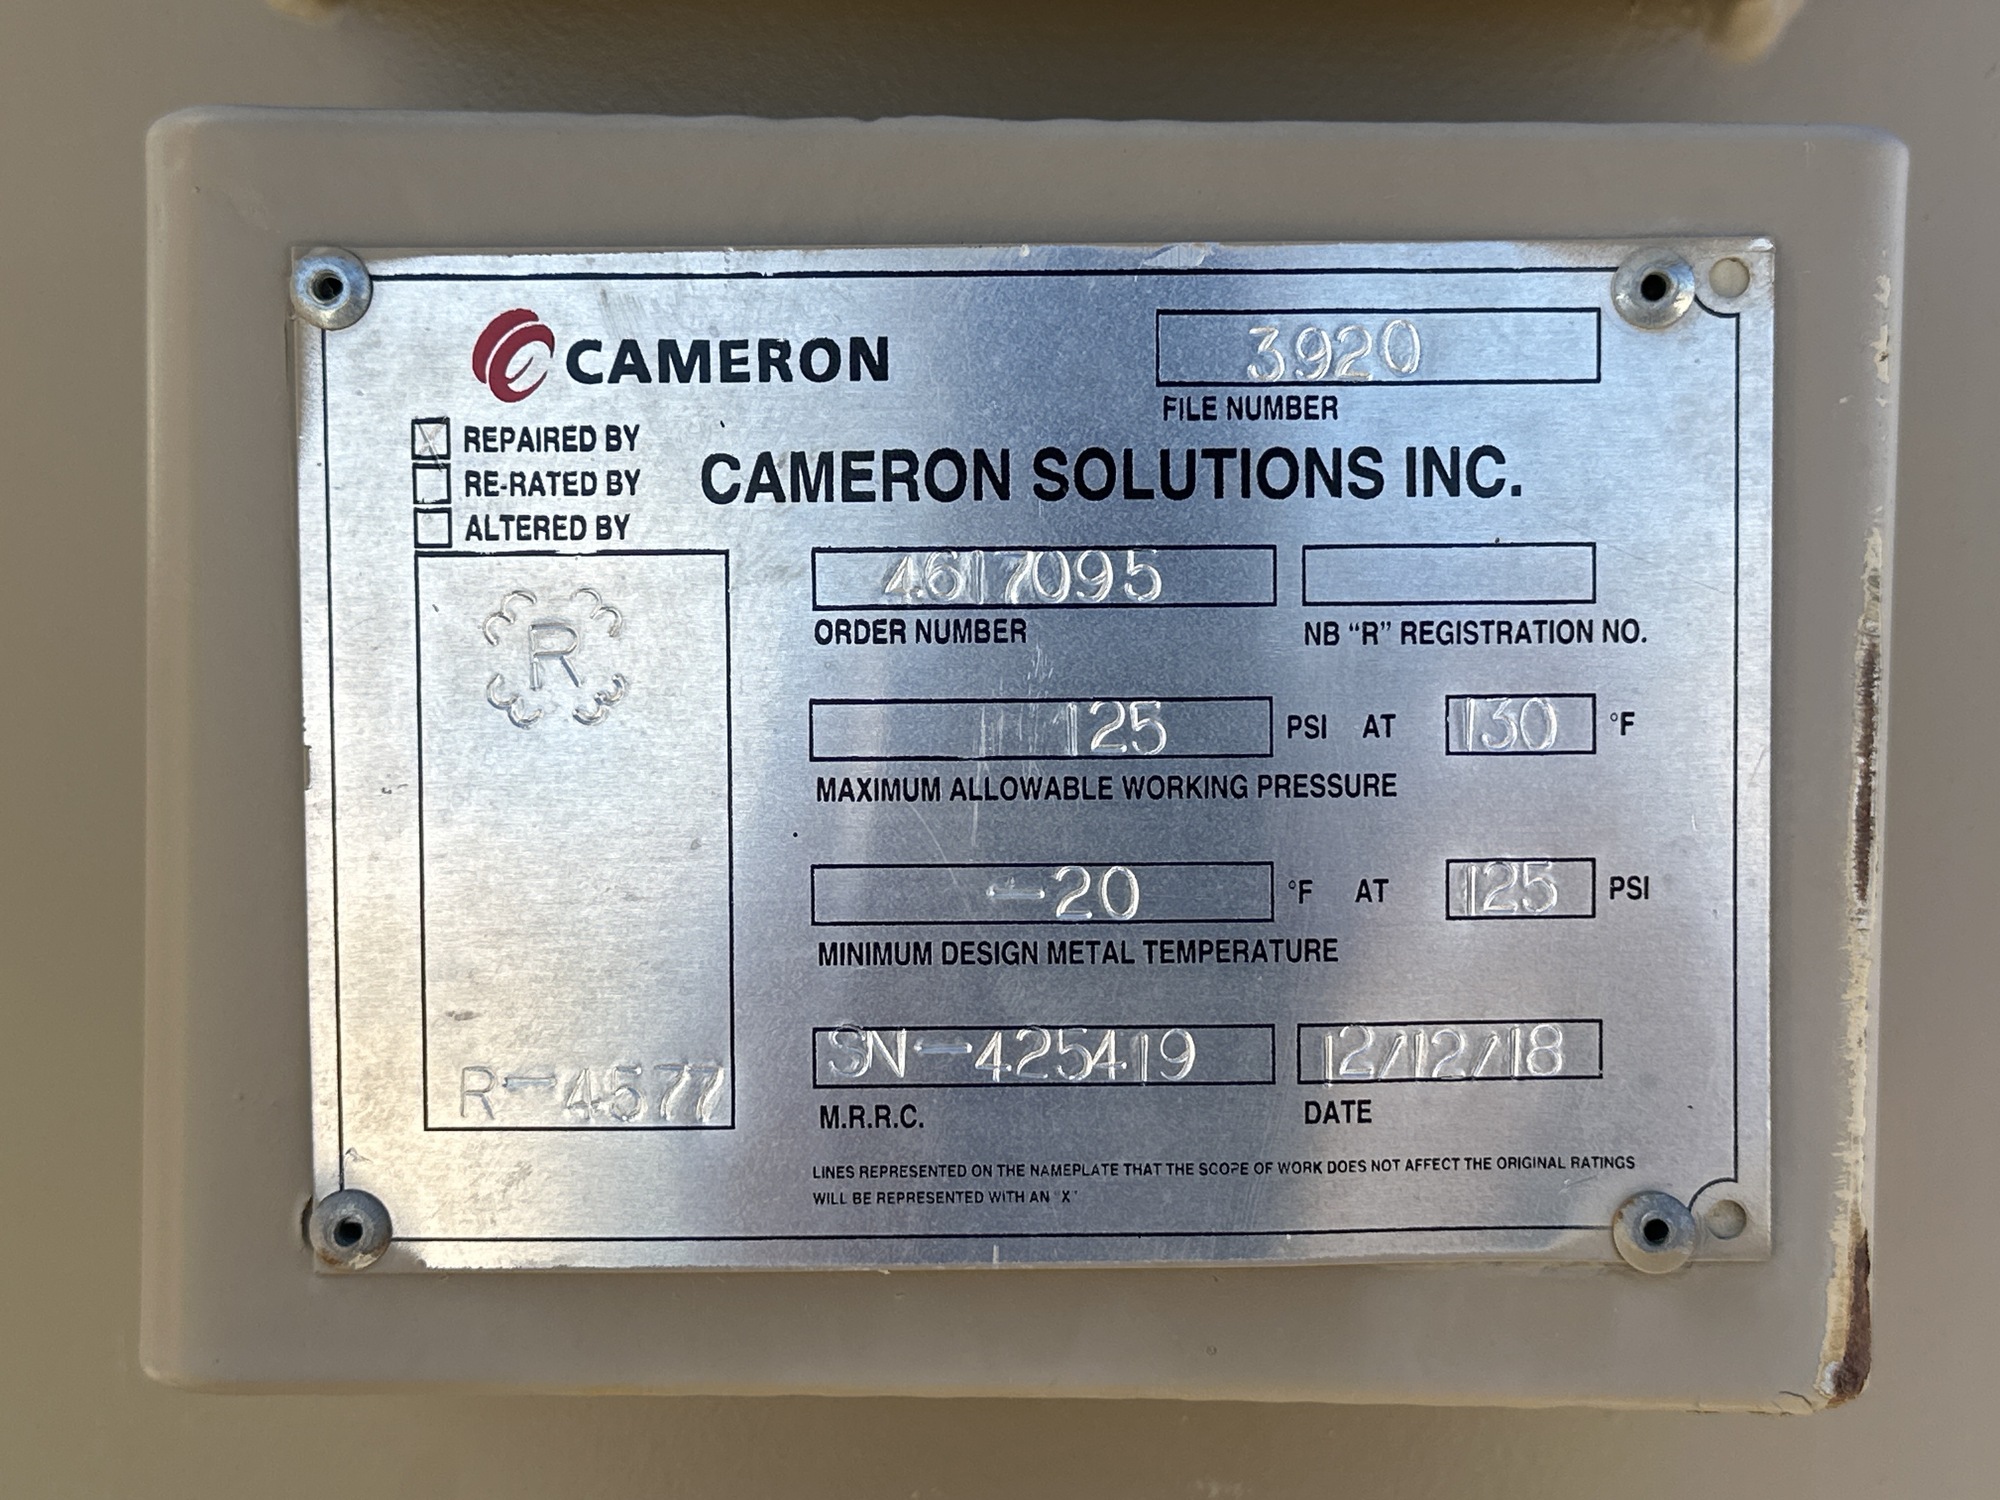 CAMERON
3920
FILE NUMBER
X REPAIRED BY
RE-RATED BY
ALTERED BY
CAMERON SOLUTIONS INC.
R
R-4577
4617095
ORDER NUMBER
NB “R” REGISTRATION NO.
125 PSI AT 130 °F
MAXIMUM ALLOWABLE WORKING PRESSURE
-20 °F AT 125 PSI
MINIMUM DESIGN METAL TEMPERATURE
SN-425419
M.R.R.C.
12/12/18
DATE
LINES REPRESENTED ON THE NAMEPLATE THAT THE SCOPE OF WORK DOES NOT AFFECT THE ORIGINAL RATINGS
WILL BE REPRESENTED WITH AN "X"